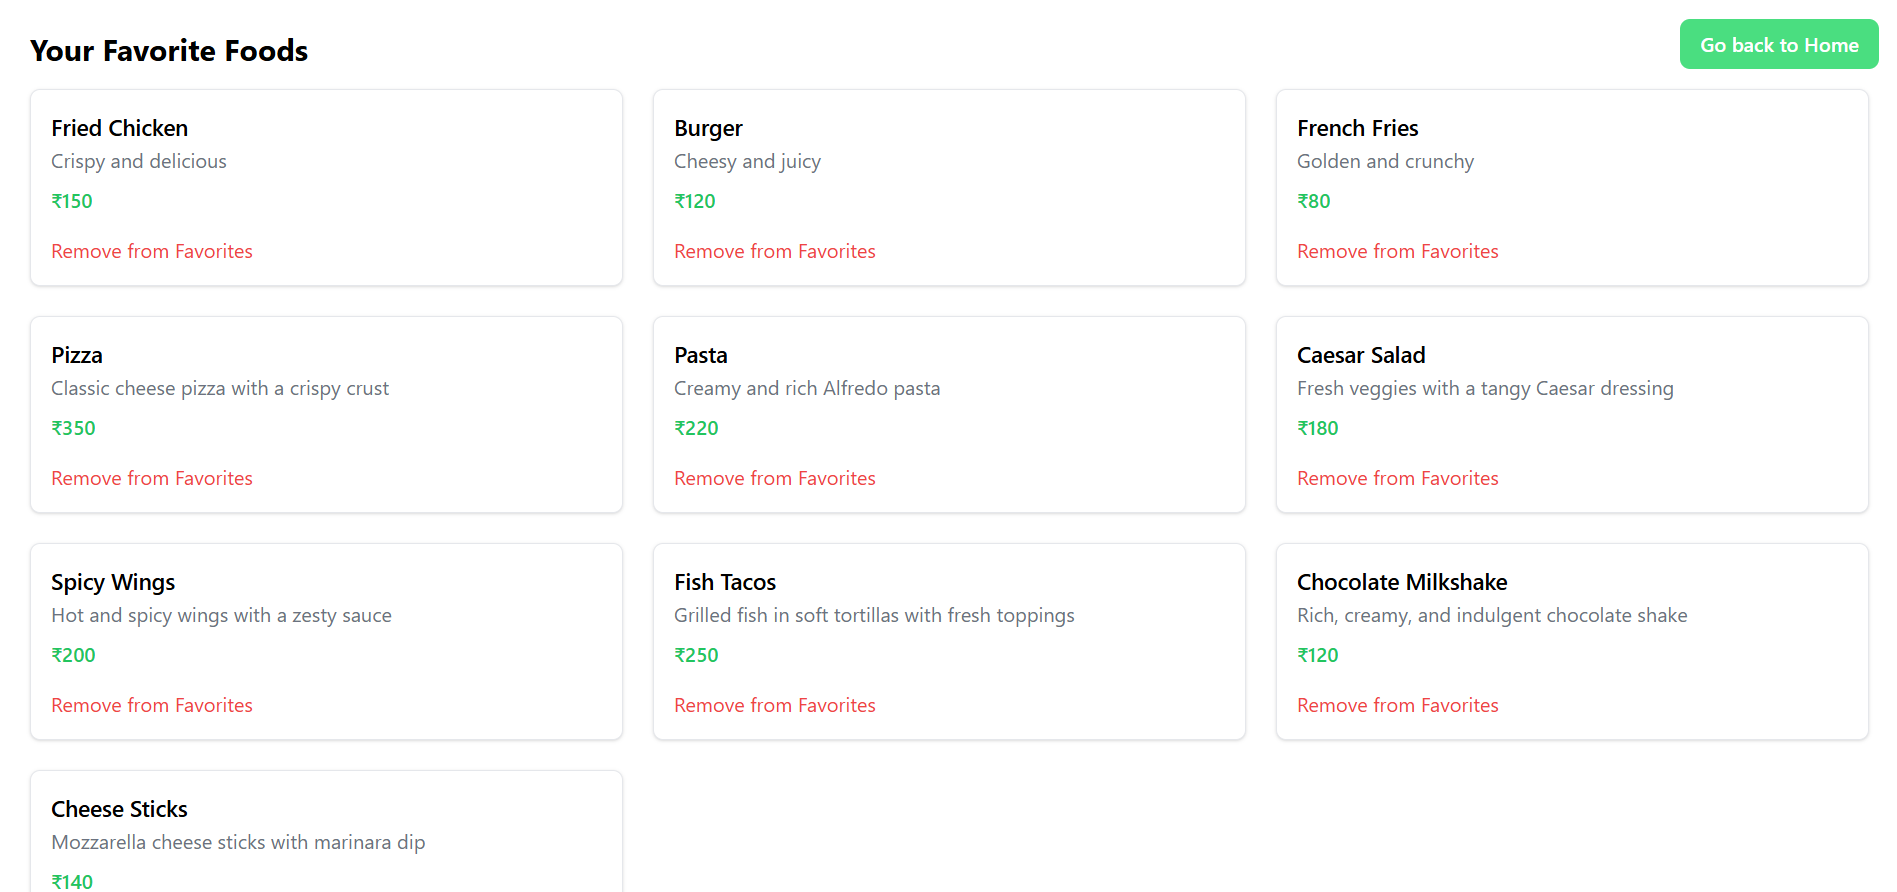 Your Favorite Foods
Go back to Home
Fried Chicken
Crispy and delicious
₹150
Remove from Favorites
Burger
Cheesy and juicy
₹120
Remove from Favorites
French Fries
Golden and crunchy
₹80
Remove from Favorites
Pizza
Classic cheese pizza with a crispy crust
₹350
Remove from Favorites
Pasta
Creamy and rich Alfredo pasta
₹220
Remove from Favorites
Caesar Salad
Fresh veggies with a tangy Caesar dressing
₹180
Remove from Favorites
Spicy Wings
Hot and spicy wings with a zesty sauce
₹200
Remove from Favorites
Fish Tacos
Grilled fish in soft tortillas with fresh toppings
₹250
Remove from Favorites
Chocolate Milkshake
Rich, creamy, and indulgent chocolate shake
₹120
Remove from Favorites
Cheese Sticks
Mozzarella cheese sticks with marinara dip
₹140